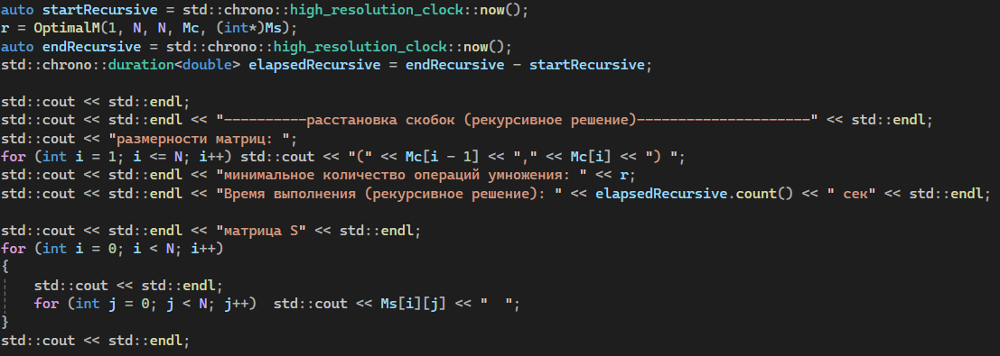 auto startRecursive = std::chrono::high_resolution_clock::now();
r = OptimalM(1, N, N, Mc, (int*)Ms);
auto endRecursive = std::chrono::high_resolution_clock::now();
std::chrono::duration<double> elapsedRecursive = endRecursive - startRecursive;
std::cout << std::endl;
std::cout << std::endl << "----------расстановка скобок (рекурсивное решение)---------------------" << std::endl;
std::cout << "размерности матриц: ";
for (int i = 1; i <= N; i++) std::cout << "(" << Mc[i - 1] << "," << Mc[i] << ") ";
std::cout << std::endl << "минимальное количество операций умножения: " << r;
std::cout << std::endl << "Время выполнения (рекурсивное решение): " << elapsedRecursive.count() << " сек" << std::endl;
std::cout << std::endl << "матрица S" << std::endl;
for (int i = 0; i < N; i++)
{
    std::cout << std::endl;
    for (int j = 0; j < N; j++)  std::cout << Ms[i][j] << "  ";
}
std::cout << std::endl;